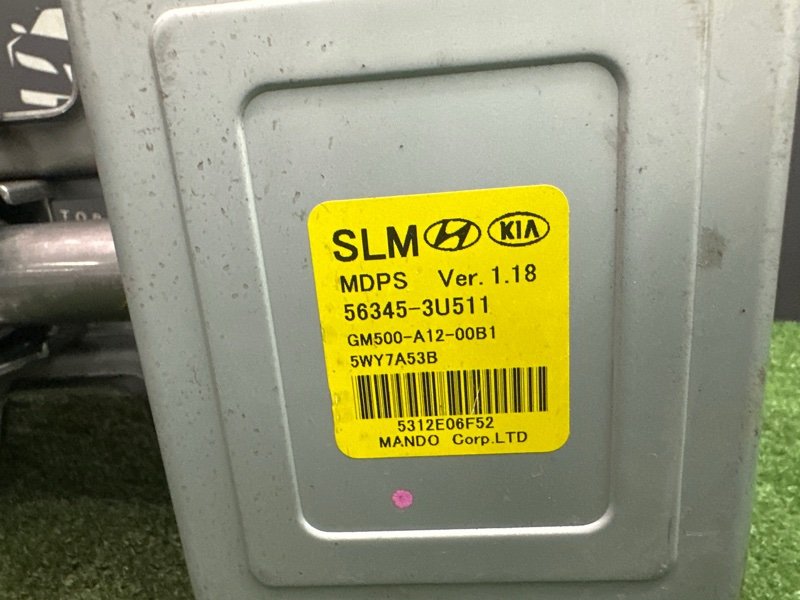 SLM KIA
MDPS Ver. 1.18
56345-3U511
GM500-A12-00B1
5WY7A53B
5312E06F52
MANDO Corp.LTD